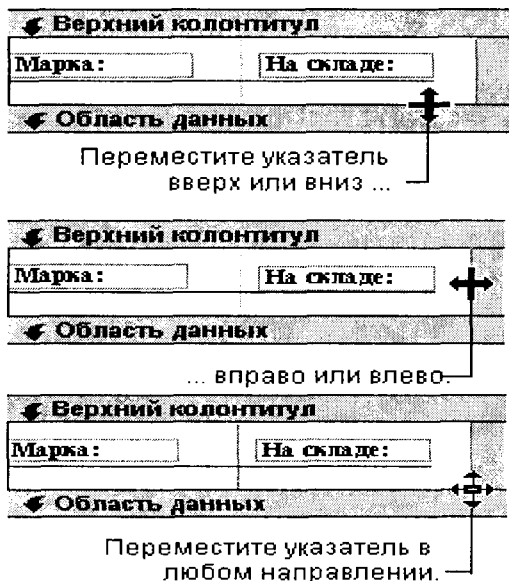 Верхний колонтитул
Марка: На складе:
Область данных
Переместите указатель
вверх или вниз ...
Верхний колонтитул
Марка: На складе:
Область данных
... вправо или влево.
Верхний колонтитул
Марка: На складе:
Область данных
Переместите указатель в
любом направлении.